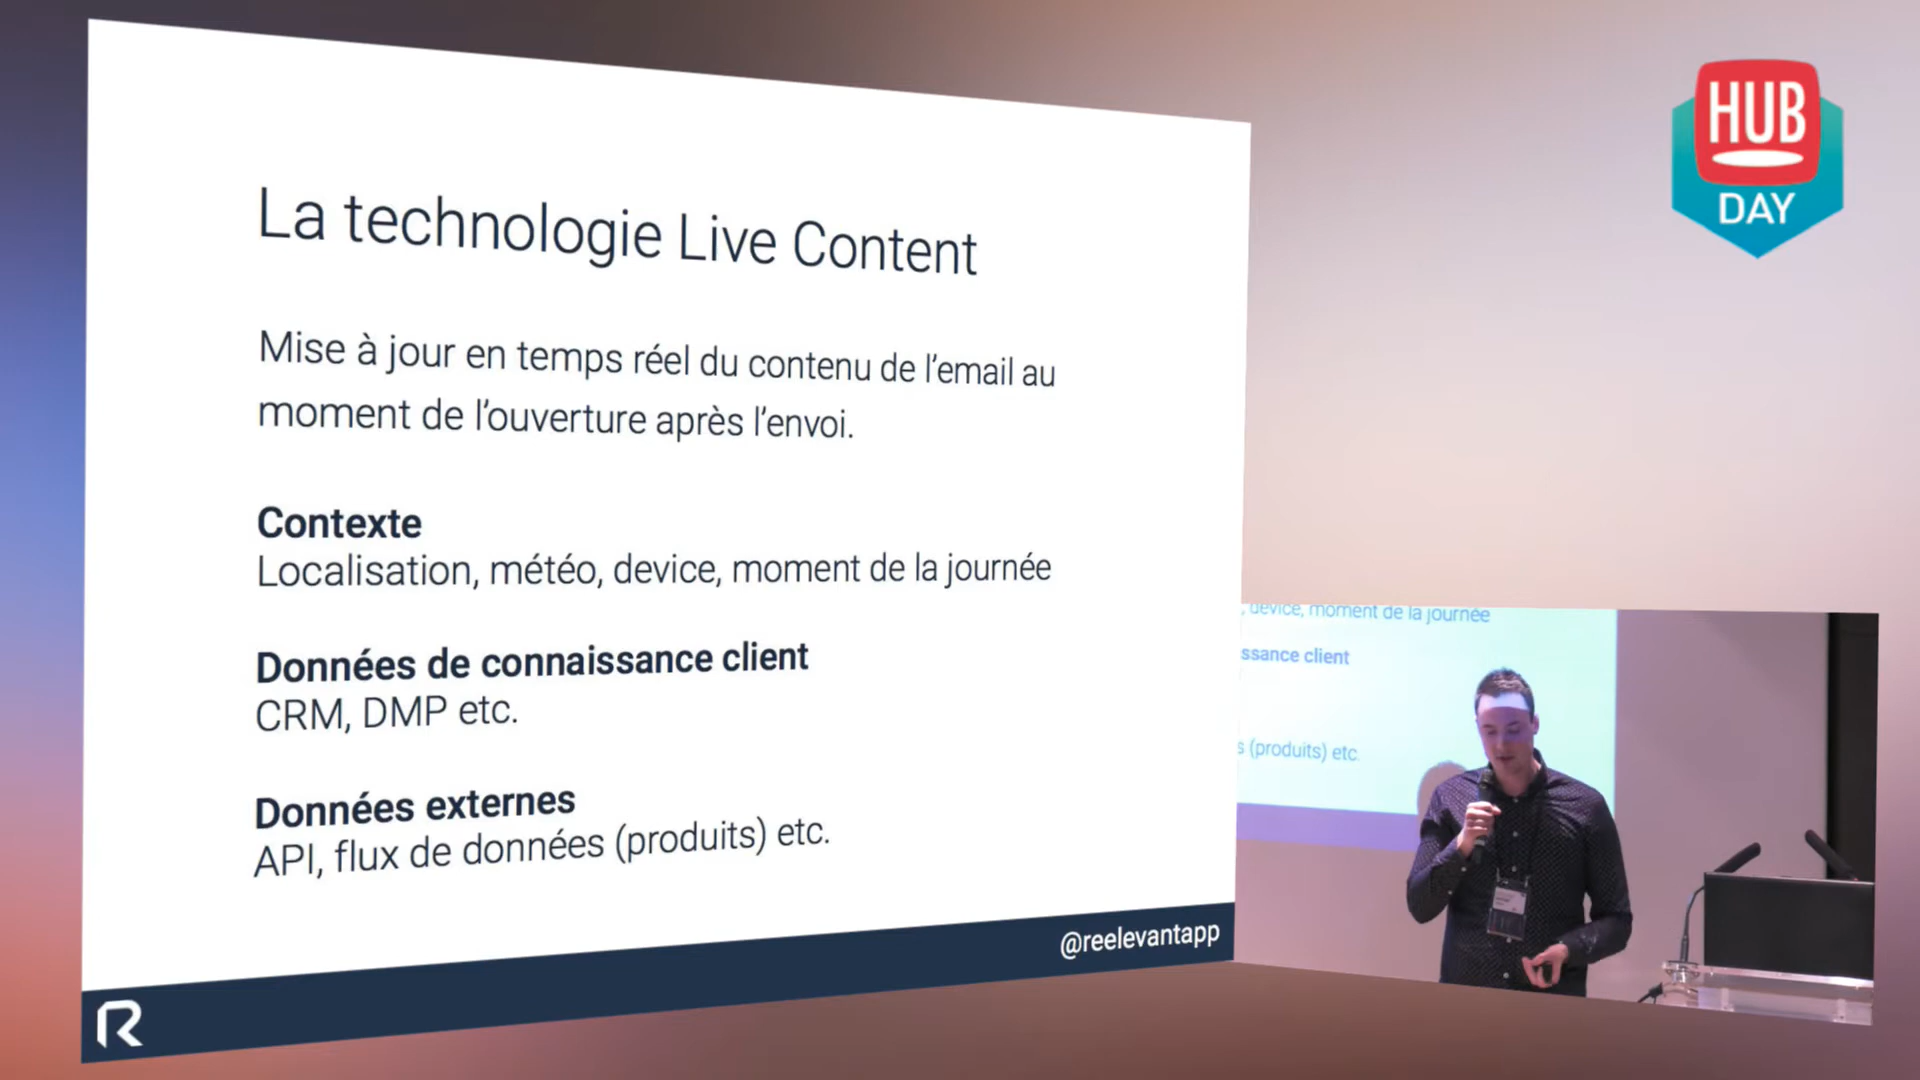 La technologie Live Content
Mise à jour en temps réel du contenu de l’email au
moment de l’ouverture après l’envoi.
Contexte
Localisation, météo, device, moment de la journée
Données de connaissance client
CRM, DMP etc.
Données externes
API, flux de données (produits) etc.
@reelevantapp
R
HUB
DAY
, device, moment de la journée
ssance client
s (produits) etc.